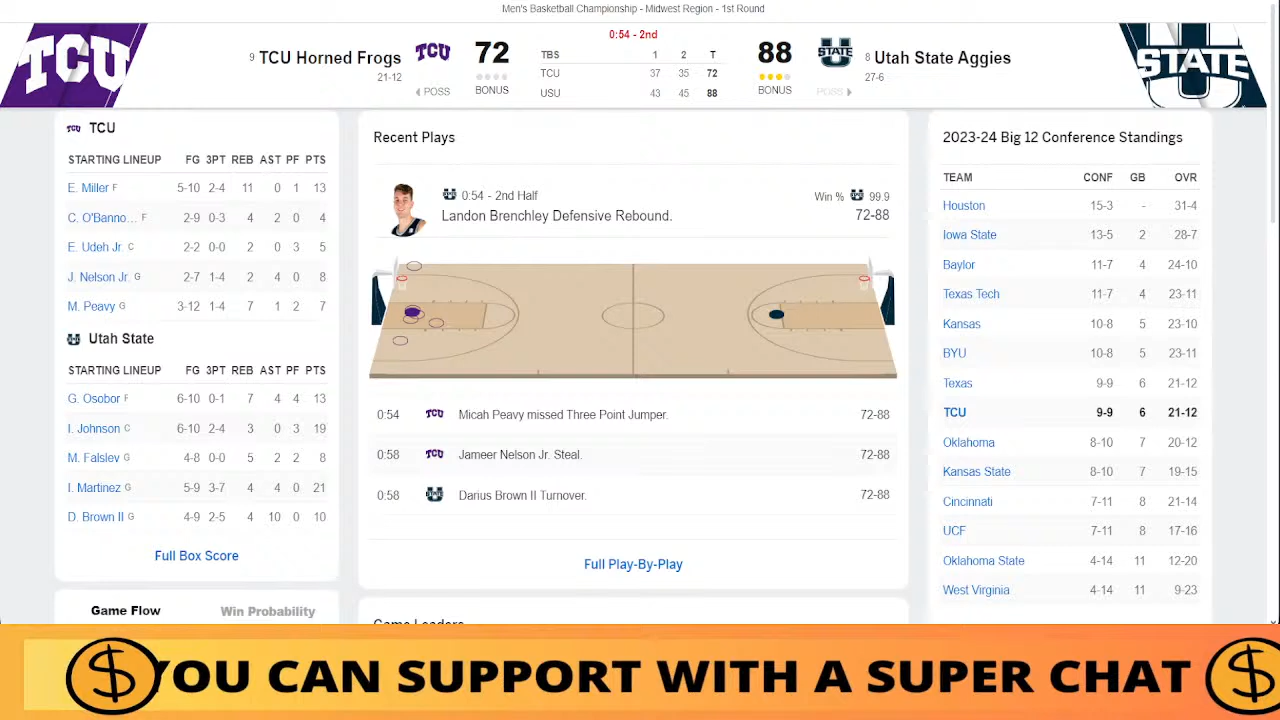 Men's Basketball Championship - Midwest Region - 1st Round
TCU
9 TCU Horned Frogs
21-12
TCU
72
POSS
BONUS
0:54 - 2nd
TBS 1 2 T
TCU 37 35 72
USU 43 45 88
88
BONUS
POSS
STATE
8 Utah State Aggies
27-6
STATE
TCU TCU
STARTING LINEUP FG 3PT REB AST PF PTS
E. Miller F 5-10 2-4 11 0 1 13
C. O'Banno... F 2-9 0-3 4 2 0 4
E. Udeh Jr. C 2-2 0-0 2 0 3 5
J. Nelson Jr. G 2-7 1-4 2 4 0 8
M. Peavy G 3-12 1-4 7 1 2 7
Utah State
STARTING LINEUP FG 3PT REB AST PF PTS
G. Osobor F 6-10 0-1 7 4 4 13
I. Johnson C 6-10 2-4 3 0 3 19
M. Falslev G 4-8 0-0 5 2 2 8
I. Martinez G 5-9 3-7 4 4 0 21
D. Brown II G 4-9 2-5 4 10 0 10
Full Box Score
Game Flow Win Probability
Recent Plays
0:54 - 2nd Half
Landon Brenchley Defensive Rebound.
Win % 99.9
72-88
0:54 TCU Micah Peavy missed Three Point Jumper. 72-88
0:58 TCU Jameer Nelson Jr. Steal. 72-88
0:58 Darius Brown II Turnover. 72-88
Full Play-By-Play
Game Leaders
2023-24 Big 12 Conference Standings
TEAM CONF GB OVR
Houston 15-3 - 31-4
Iowa State 13-5 2 28-7
Baylor 11-7 4 24-10
Texas Tech 11-7 4 23-11
Kansas 10-8 5 23-10
BYU 10-8 5 23-11
Texas 9-9 6 21-12
TCU 9-9 6 21-12
Oklahoma 8-10 7 20-12
Kansas State 8-10 7 19-15
Cincinnati 7-11 8 21-14
UCF 7-11 8 17-16
Oklahoma State 4-14 11 12-20
West Virginia 4-14 11 9-23
$ YOU CAN SUPPORT WITH A SUPER CHAT $